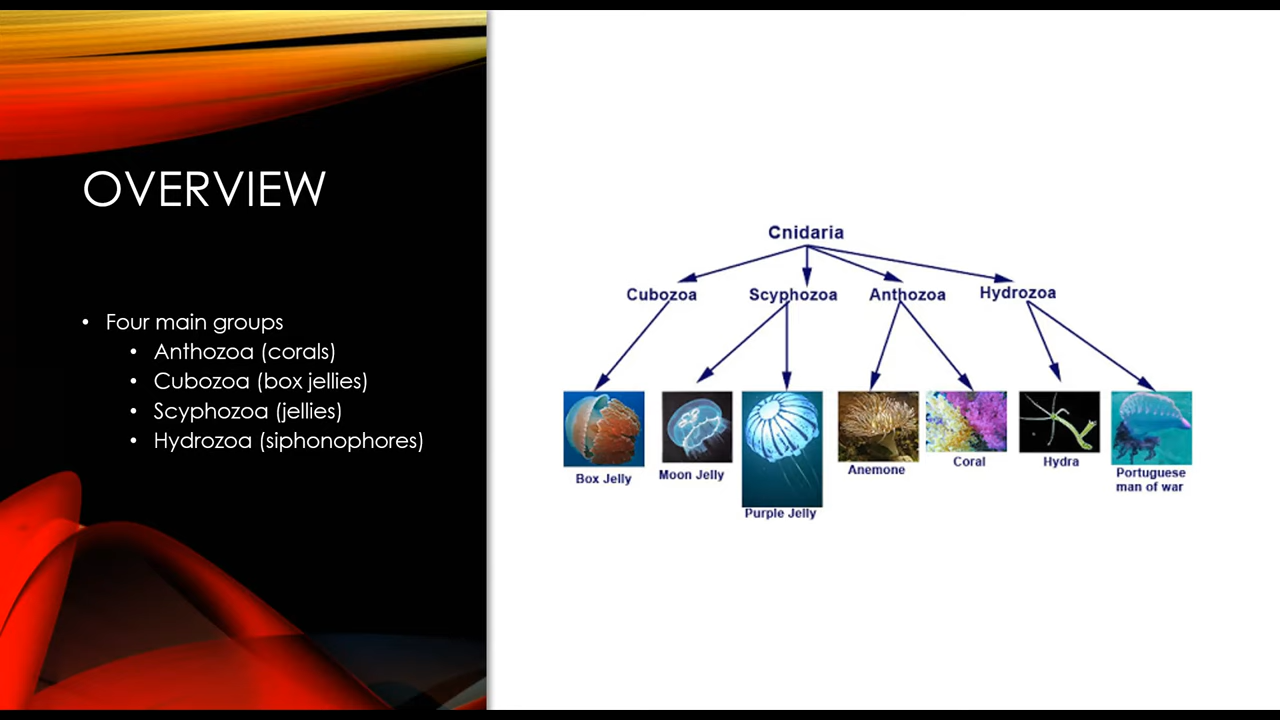 OVERVIEW
• Four main groups
• Anthozoa (corals)
• Cubozoa (box jellies)
• Scyphozoa (jellies)
• Hydrozoa (siphonophores)
Cnidaria
Cubozoa Scyphozoa Anthozoa Hydrozoa
Box Jelly
Moon Jelly
Purple Jelly
Anemone
Coral
Hydra
Portuguese
man of war